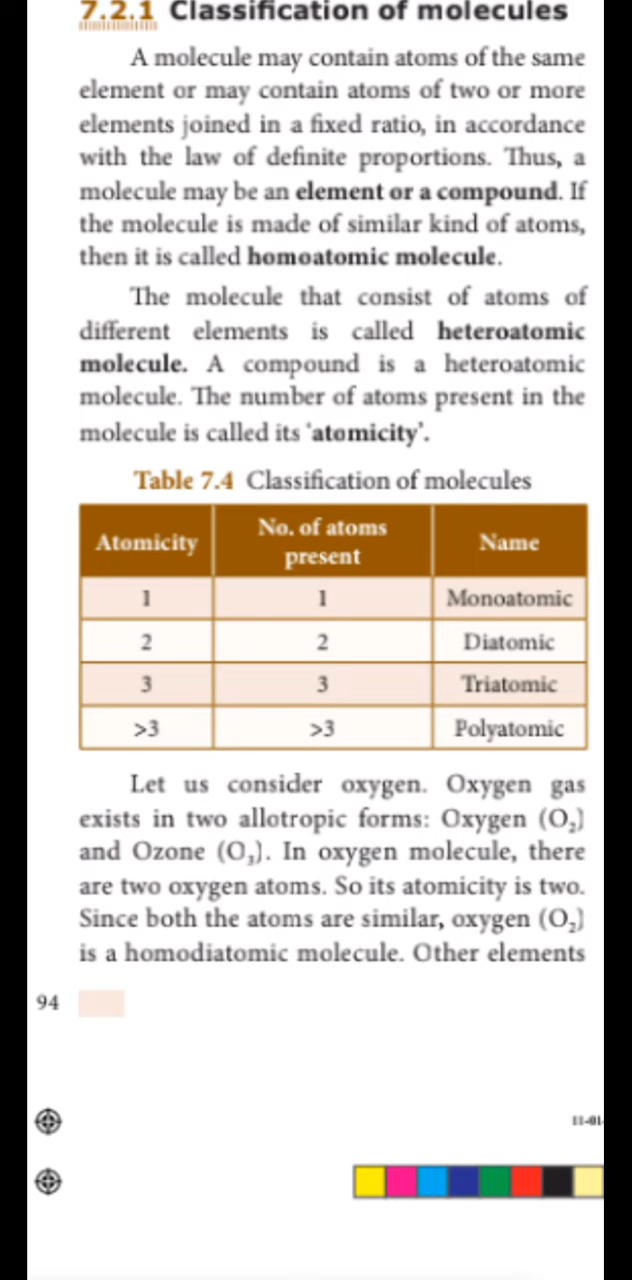 7.2.1 Classification of molecules
A molecule may contain atoms of the same
element or may contain atoms of two or more
elements joined in a fixed ratio, in accordance
with the law of definite proportions. Thus, a
molecule may be an element or a compound. If
the molecule is made of similar kind of atoms,
then it is called homoatomic molecule.
The molecule that consist of atoms of
different elements is called heteroatomic
molecule. A compound is a heteroatomic
molecule. The number of atoms present in the
molecule is called its 'atomicity'.
Table 7.4 Classification of molecules
Atomicity No. of atoms present Name
1 1 Monoatomic
2 2 Diatomic
3 3 Triatomic
>3 >3 Polyatomic
Let us consider oxygen. Oxygen gas
exists in two allotropic forms: Oxygen (O₂)
and Ozone (O₃). In oxygen molecule, there
are two oxygen atoms. So its atomicity is two.
Since both the atoms are similar, oxygen (O₂)
is a homodiatomic molecule. Other elements
94
11-01-